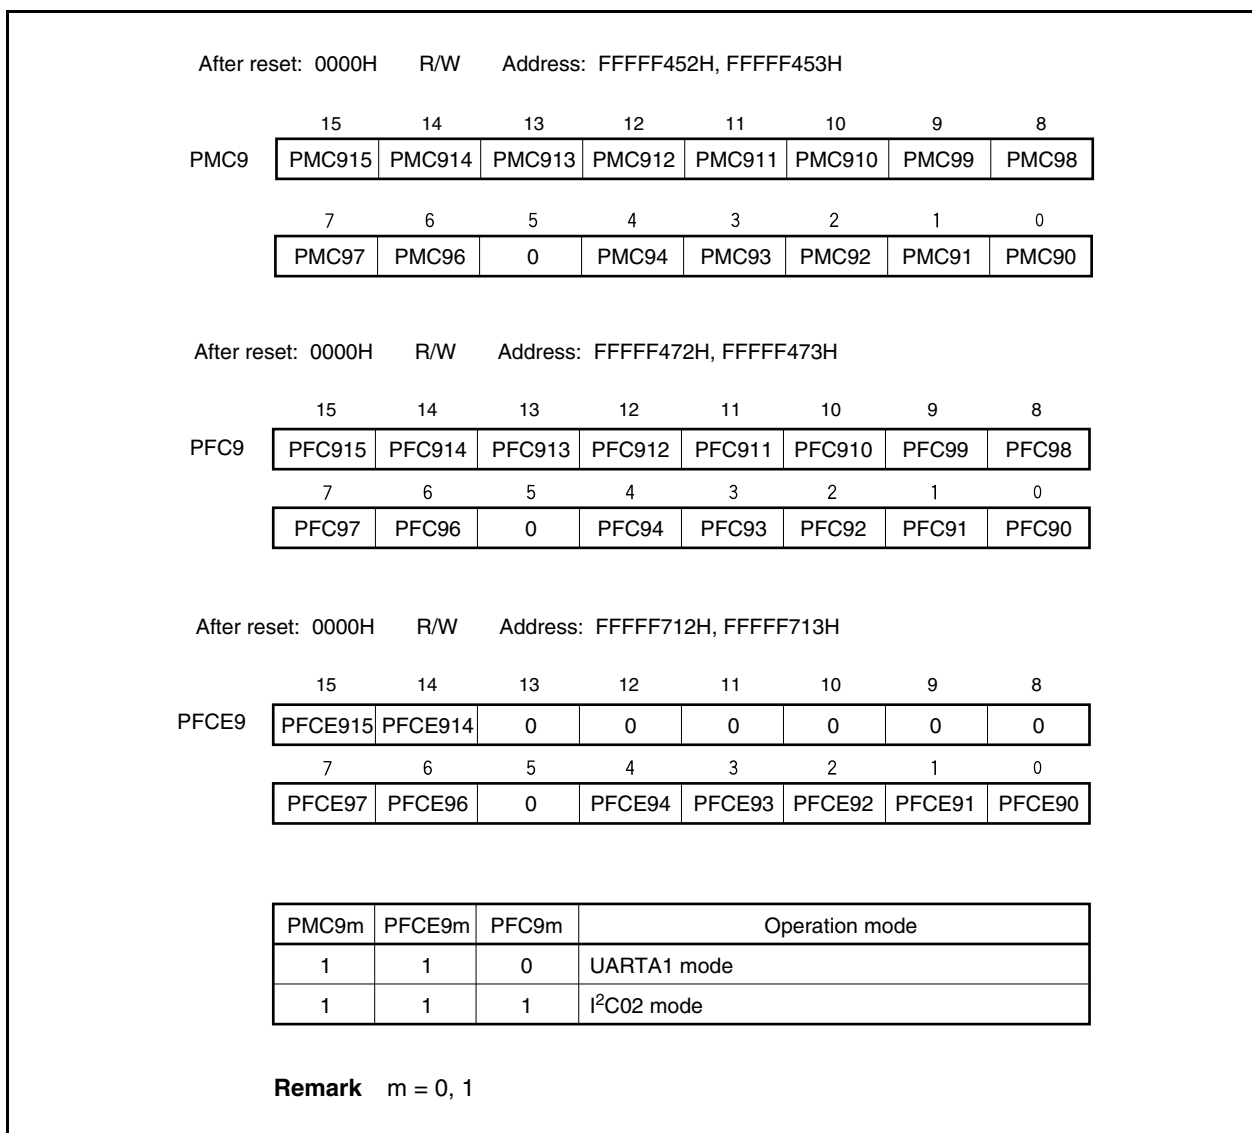 After reset: 0000H R/W Address: FFFFF452H, FFFFF453H
15 14 13 12 11 10 9 8
PMC9 PMC915 PMC914 PMC913 PMC912 PMC911 PMC910 PMC99 PMC98
7 6 5 4 3 2 1 0
PMC97 PMC96 0 PMC94 PMC93 PMC92 PMC91 PMC90
After reset: 0000H R/W Address: FFFFF472H, FFFFF473H
15 14 13 12 11 10 9 8
PFC9 PFC915 PFC914 PFC913 PFC912 PFC911 PFC910 PFC99 PFC98
7 6 5 4 3 2 1 0
PFC97 PFC96 0 PFC94 PFC93 PFC92 PFC91 PFC90
After reset: 0000H R/W Address: FFFFF712H, FFFFF713H
15 14 13 12 11 10 9 8
PFCE9 PFCE915 PFCE914 0 0 0 0 0 0
7 6 5 4 3 2 1 0
PFCE97 PFCE96 0 PFCE94 PFCE93 PFCE92 PFCE91 PFCE90
PMC9m PFCE9m PFC9m Operation mode
1 1 0 UARTA1 mode
1 1 1 I²C02 mode
Remark m = 0, 1